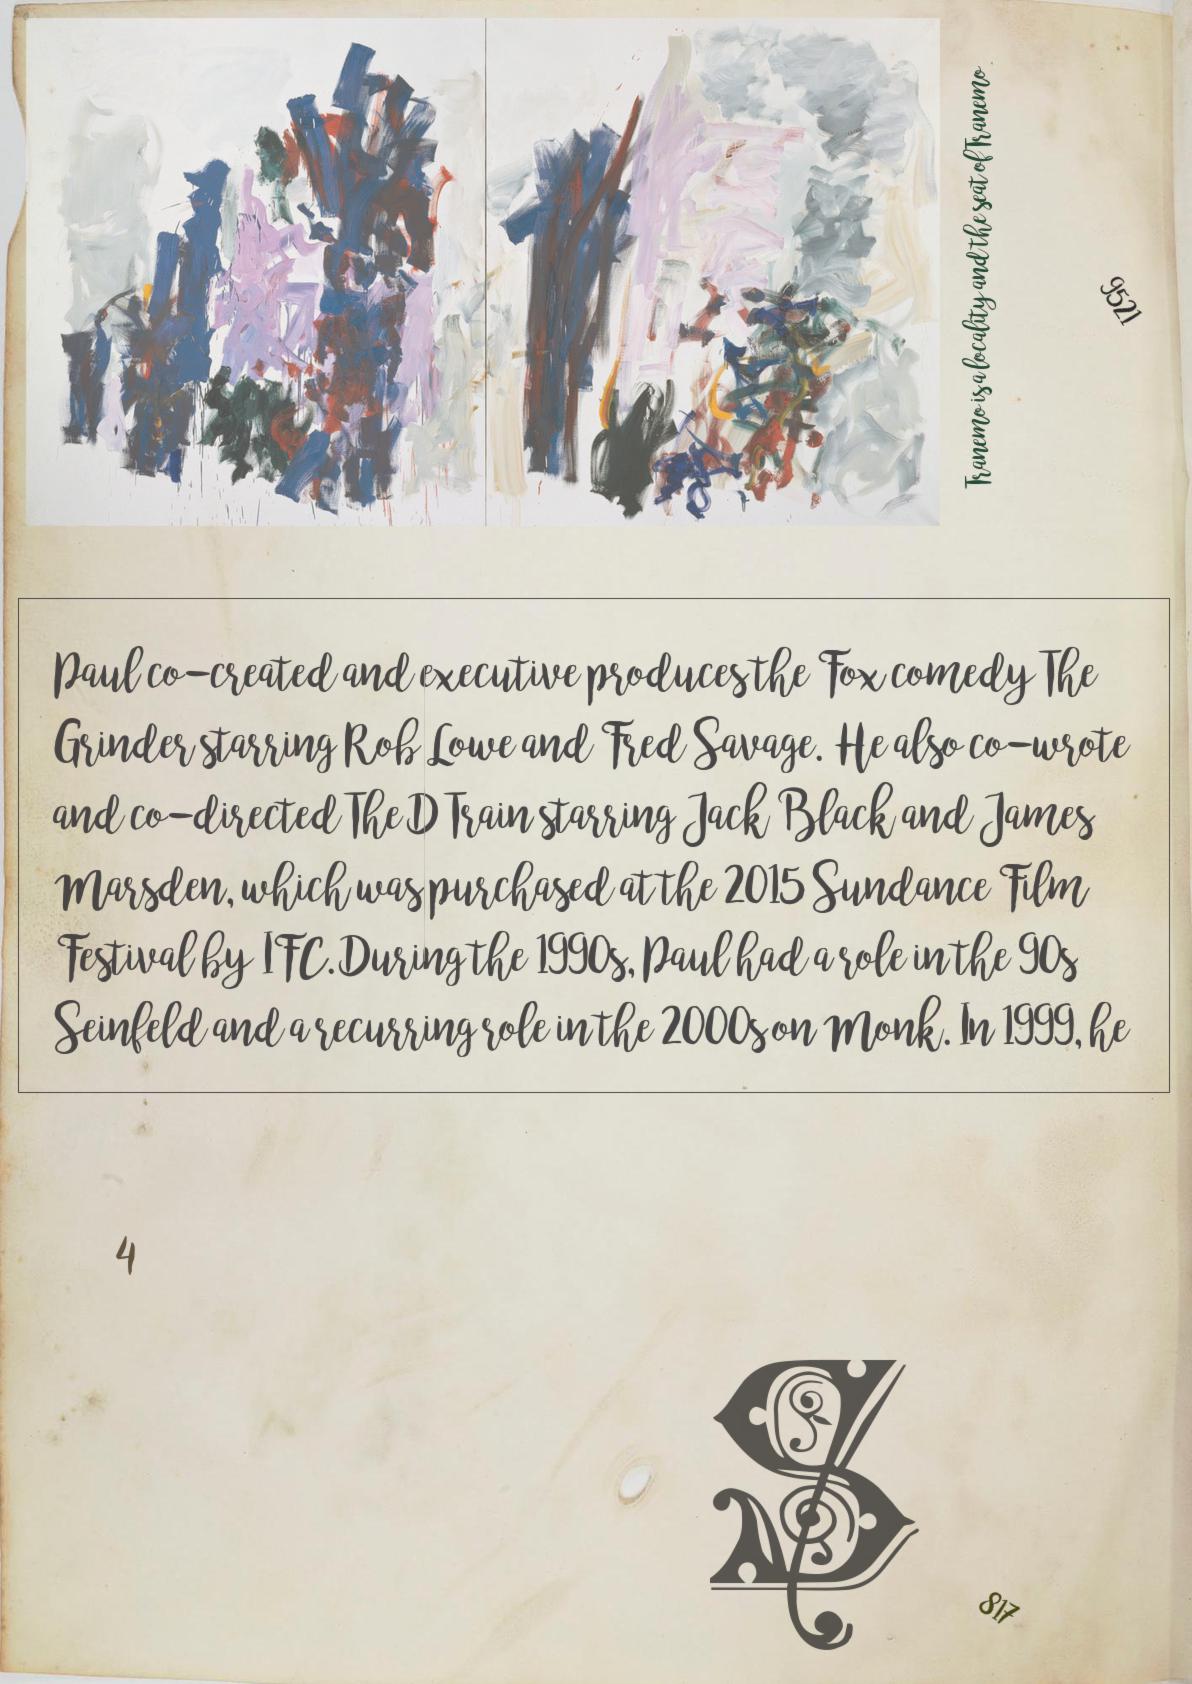 Tranemo is a locality and the seat of Tranemo
9521
Paul co-created and executive produces the Fox comedy The
Grinder starring Rob Lowe and Fred Savage. He also co-wrote
and co-directed The D Train starring Jack Black and James
Marsden, which was purchased at the 2015 Sundance Film
Festival by IFC. During the 1990s, Paul had a role in the 90s
Seinfeld and a recurring role in the 2000s on Monk. In 1999, he
4
S
817